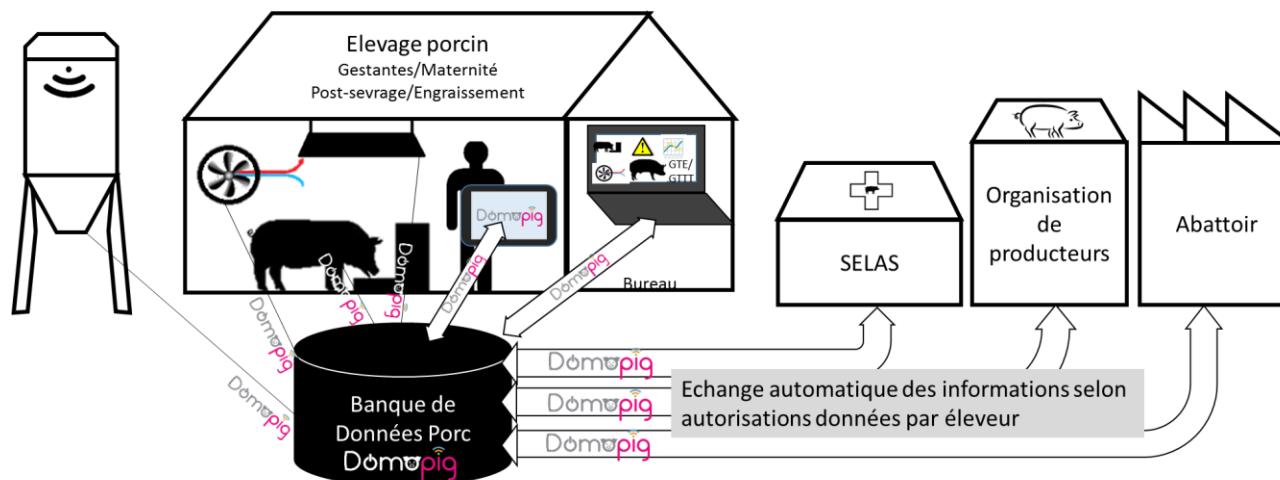 Elevage porcin
Gestantes/Maternité
Post-sevrage/Engraissement
GTE/
GTTT
Domopig
Domopig
Domopig
Domopig
Domopig
Domopig
Domopig
Bureau
SELAS
Organisation
de
producteurs
Abattoir
Banque de
Données Porc
Domopig
Domopig
Domopig
Domopig
Echange automatique des informations selon
autorisations données par éleveur